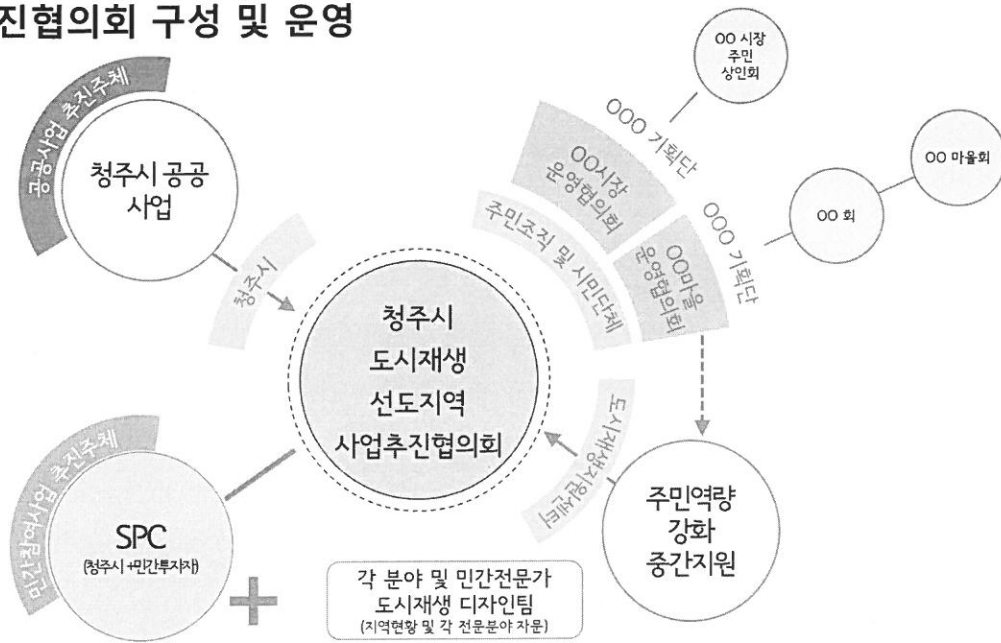 진협의회 구성 및 운영
공공사업 추진주체
청주시 공공
사업
청주시
OO 시장
주민
상인회
OOO 기획단
OO시장
운영협의회
OO 마을회
OO 회
OOO 기획단
OO마을
운영협의회
주민조직 및 시민단체
청주시
도시재생
선도지역
사업추진협의회
도시재생지원센터
주민역량
강화
중간지원
민간참여사업 추진주체
SPC
(청주시+민간투자자)
각 분야 및 민간전문가
도시재생 디자인팀
(지역현황 및 각 전문분야 자문)